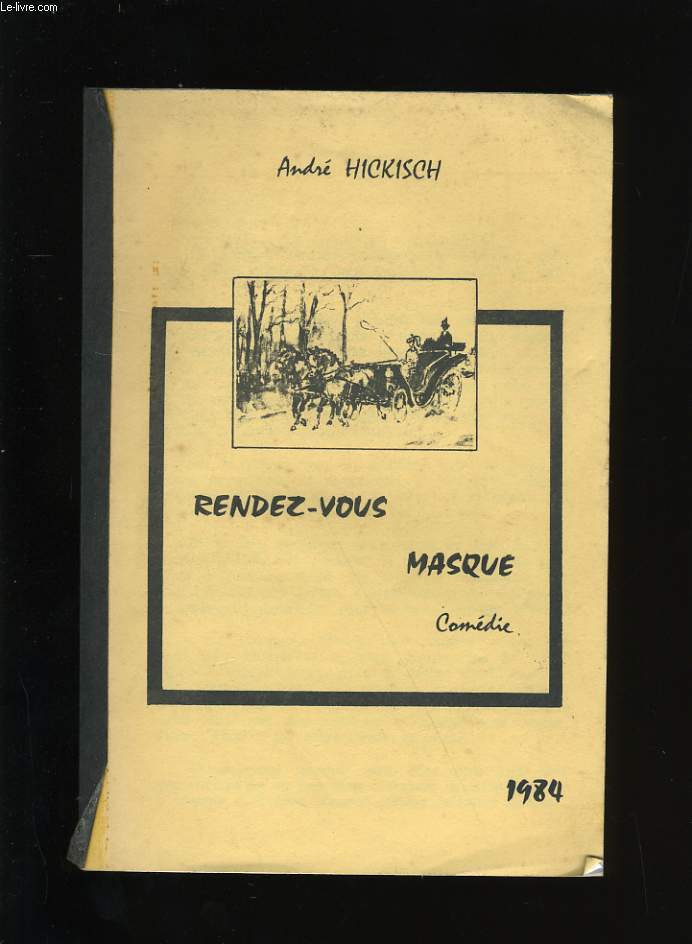 Le-livre.com
André HICKISCH
RENDEZ-VOUS
MASQUE
Comédie
1984